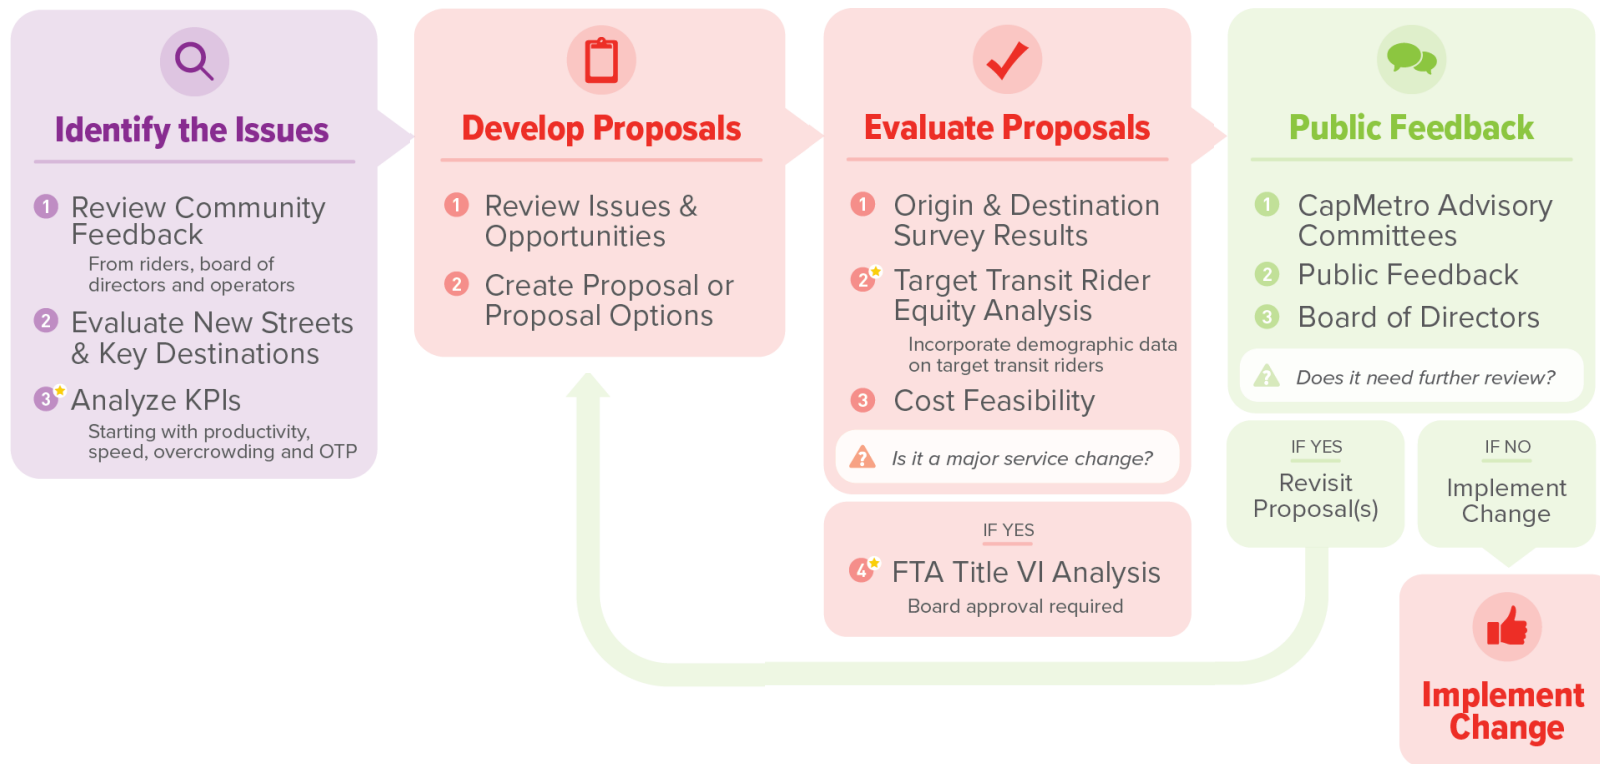 Identify the Issues
1 Review Community
Feedback
From riders, board of
directors and operators
2 Evaluate New Streets
& Key Destinations
3 Analyze KPIs
Starting with productivity,
speed, overcrowding and OTP
Develop Proposals
1 Review Issues &
Opportunities
2 Create Proposal or
Proposal Options
Evaluate Proposals
1 Origin & Destination
Survey Results
2 Target Transit Rider
Equity Analysis
Incorporate demographic data
on target transit riders
3 Cost Feasibility
? Is it a major service change?
IF YES
4 FTA Title VI Analysis
Board approval required
Public Feedback
1 CapMetro Advisory
Committees
2 Public Feedback
3 Board of Directors
? Does it need further review?
IF YES
Revisit
Proposal(s)
IF NO
Implement
Change
Implement
Change